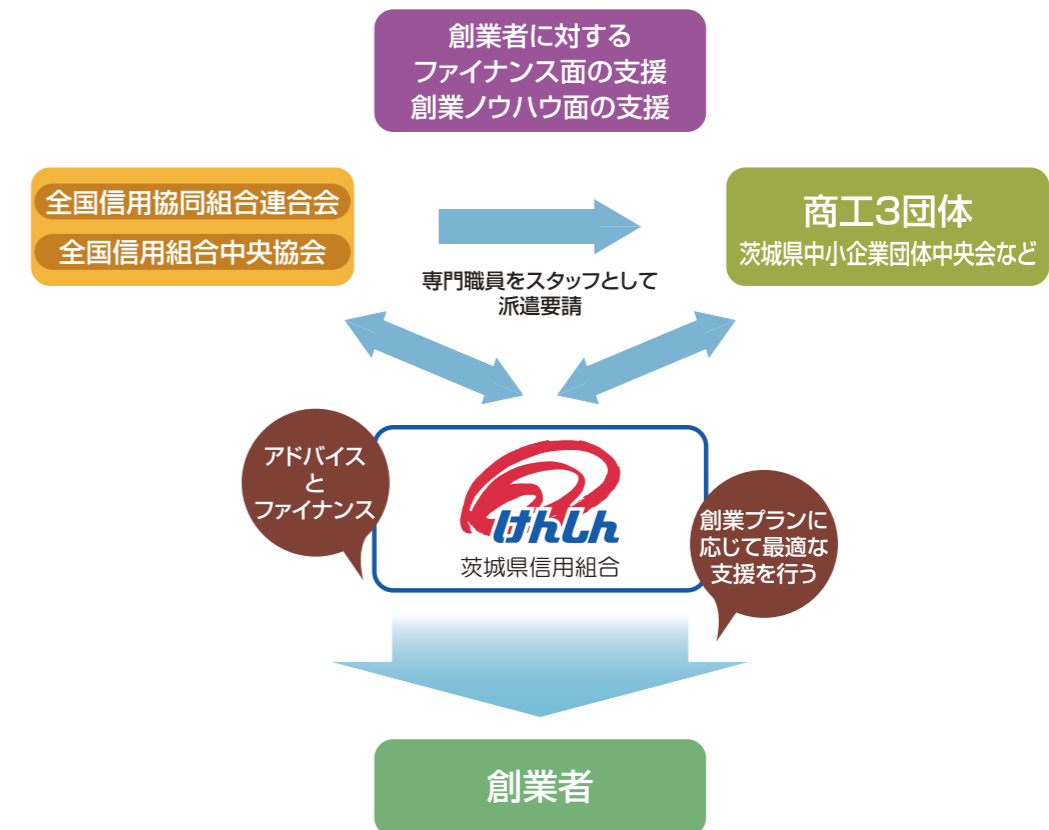 創業者に対する
ファイナンス面の支援
創業ノウハウ面の支援
全国信用協同組合連合会
全国信用組合中央協会
商工3団体
茨城県中小企業団体中央会など
専門職員をスタッフとして
派遣要請
アドバイス
と
ファイナンス
けんしん
茨城県信用組合
創業プランに
応じて最適な
支援を行う
創業者